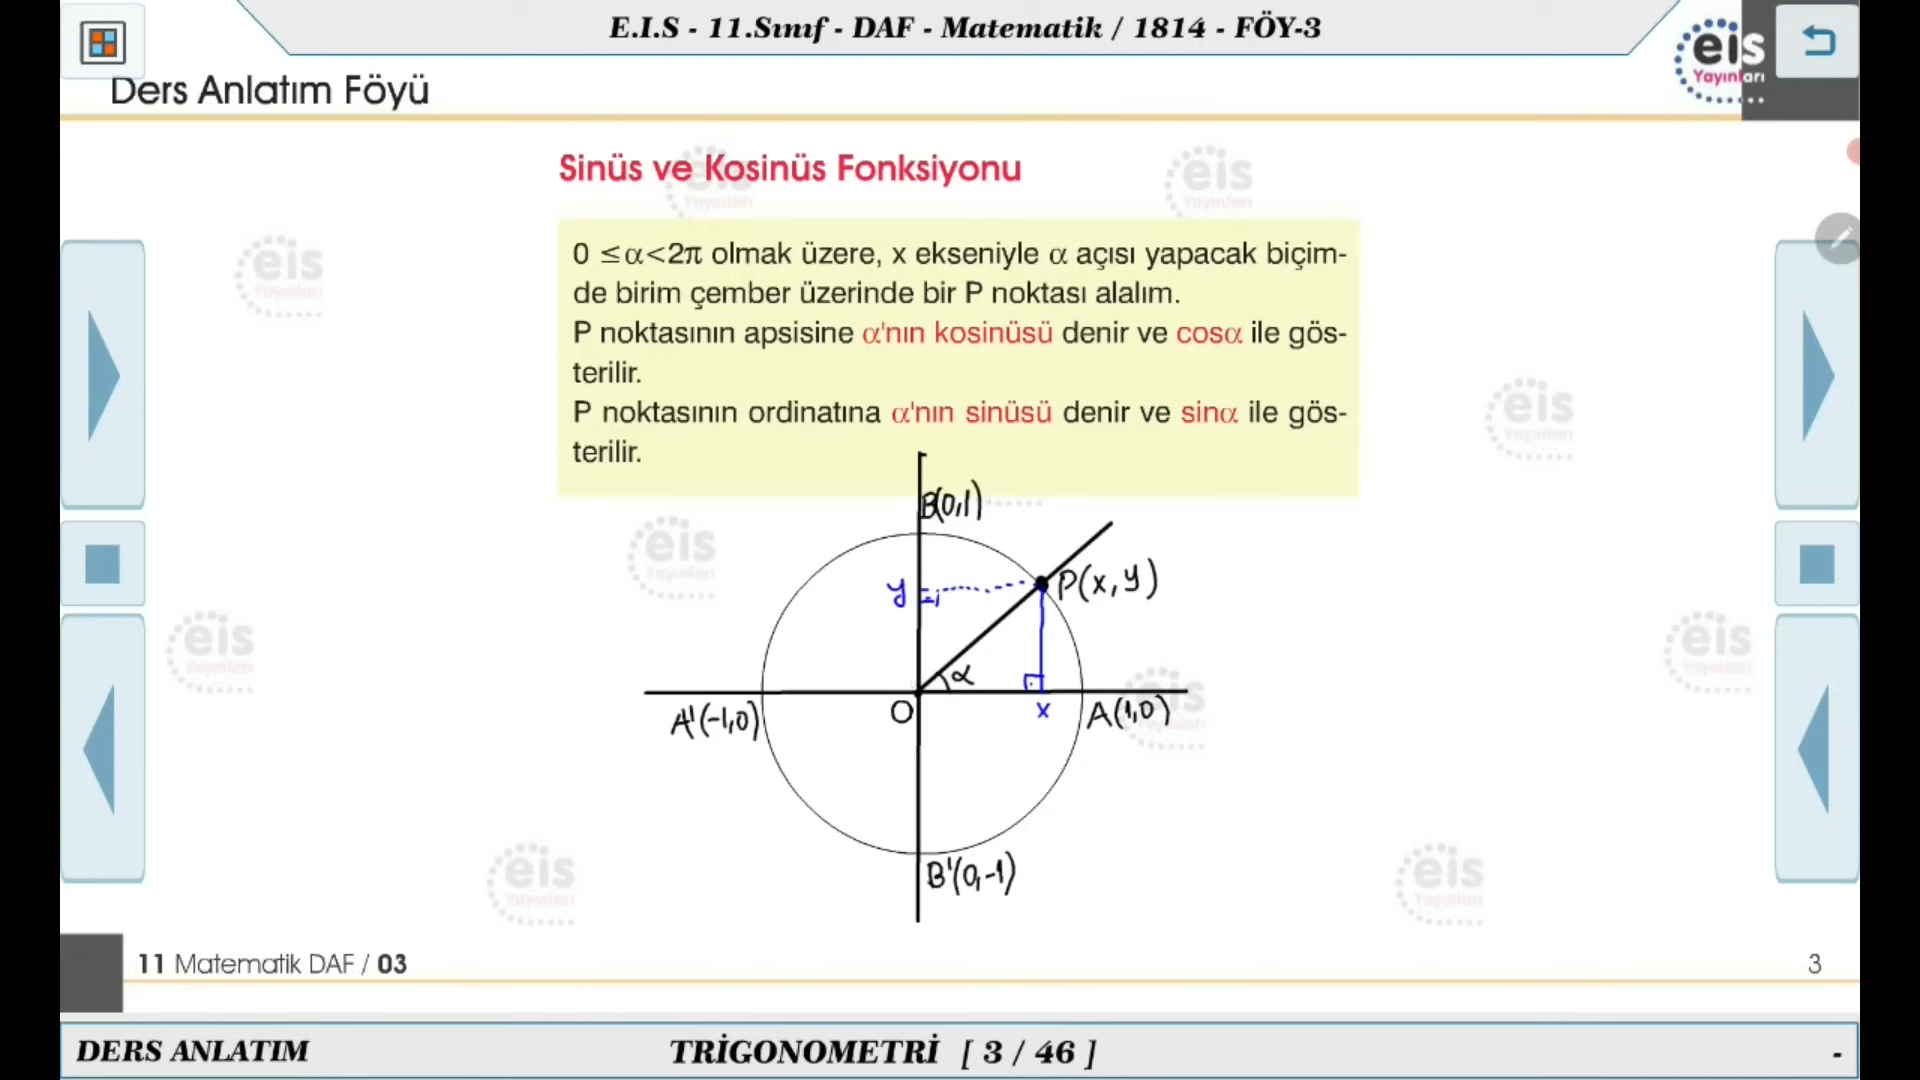 E.I.S - 11.Sınıf - DAF - Matematik / 1814 - FÖY-3
eis
Yayınları
Ders Anlatım Föyü
Sinüs ve Kosinüs Fonksiyonu
0 ≤α<2π olmak üzere, x ekseniyle α açısı yapacak biçim-
de birim çember üzerinde bir P noktası alalım.
P noktasının apsisine α'nın kosinüsü denir ve cosα ile gös-
terilir.
P noktasının ordinatına α'nın sinüsü denir ve sinα ile gös-
terilir.
B(0,1)
y
P(x,y)
α
A'(-1,0)
O
x
A(1,0)
B'(0,-1)
11 Matematik DAF / 03
3
DERS ANLATIM
TRİGONOMETRİ [ 3 / 46 ]
-